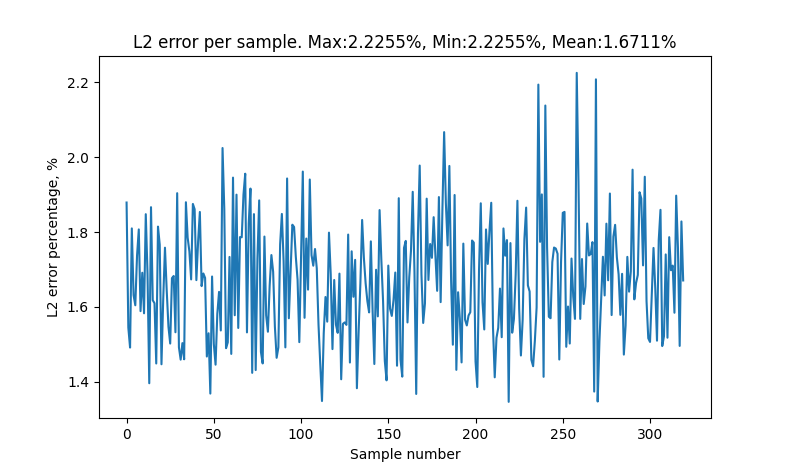 L2 error per sample. Max:2.2255%, Min:2.2255%, Mean:1.6711%
L2 error percentage, %
2.2
2.0
1.8
1.6
1.4
0 50 100 150 200 250 300
Sample number